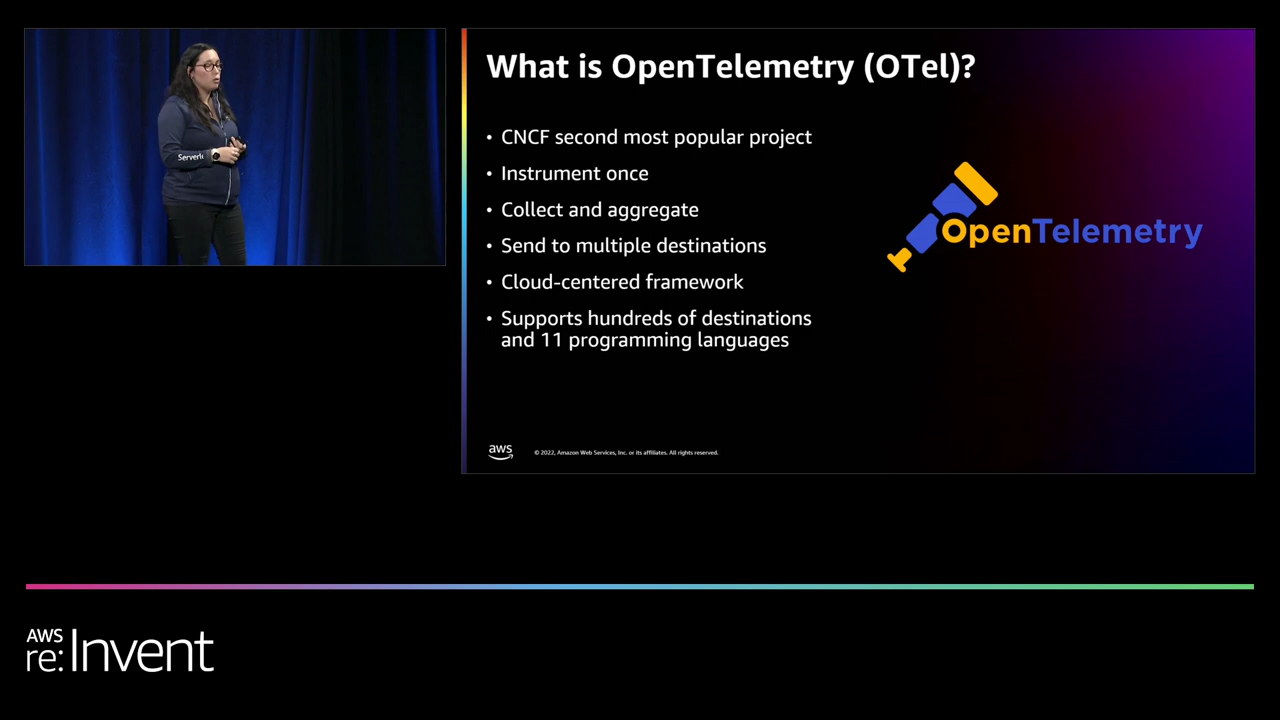 What is OpenTelemetry (OTel)?
• CNCF second most popular project
• Instrument once
• Collect and aggregate
• Send to multiple destinations
• Cloud-centered framework
• Supports hundreds of destinations
and 11 programming languages
OpenTelemetry
aws
© 2022, Amazon Web Services, Inc. or its affiliates. All rights reserved.
AWS
re:Invent